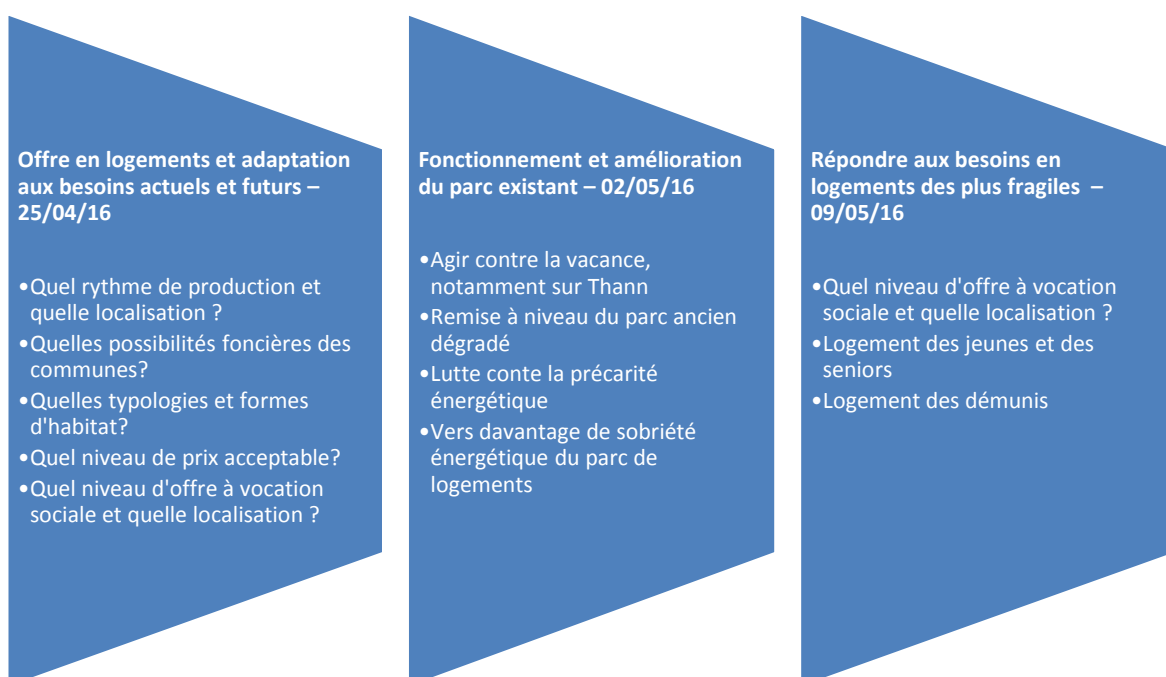 Offre en logements et adaptation
aux besoins actuels et futurs –
25/04/16
•Quel rythme de production et
quelle localisation ?
•Quelles possibilités foncières des
communes?
•Quelles typologies et formes
d'habitat?
•Quel niveau de prix acceptable?
•Quel niveau d'offre à vocation
sociale et quelle localisation ?
Fonctionnement et amélioration
du parc existant – 02/05/16
•Agir contre la vacance,
notamment sur Thann
•Remise à niveau du parc ancien
dégradé
•Lutte conte la précarité
énergétique
•Vers davantage de sobriété
énergétique du parc de
logements
Répondre aux besoins en
logements des plus fragiles –
09/05/16
•Quel niveau d'offre à vocation
sociale et quelle localisation ?
•Logement des jeunes et des
seniors
•Logement des démunis